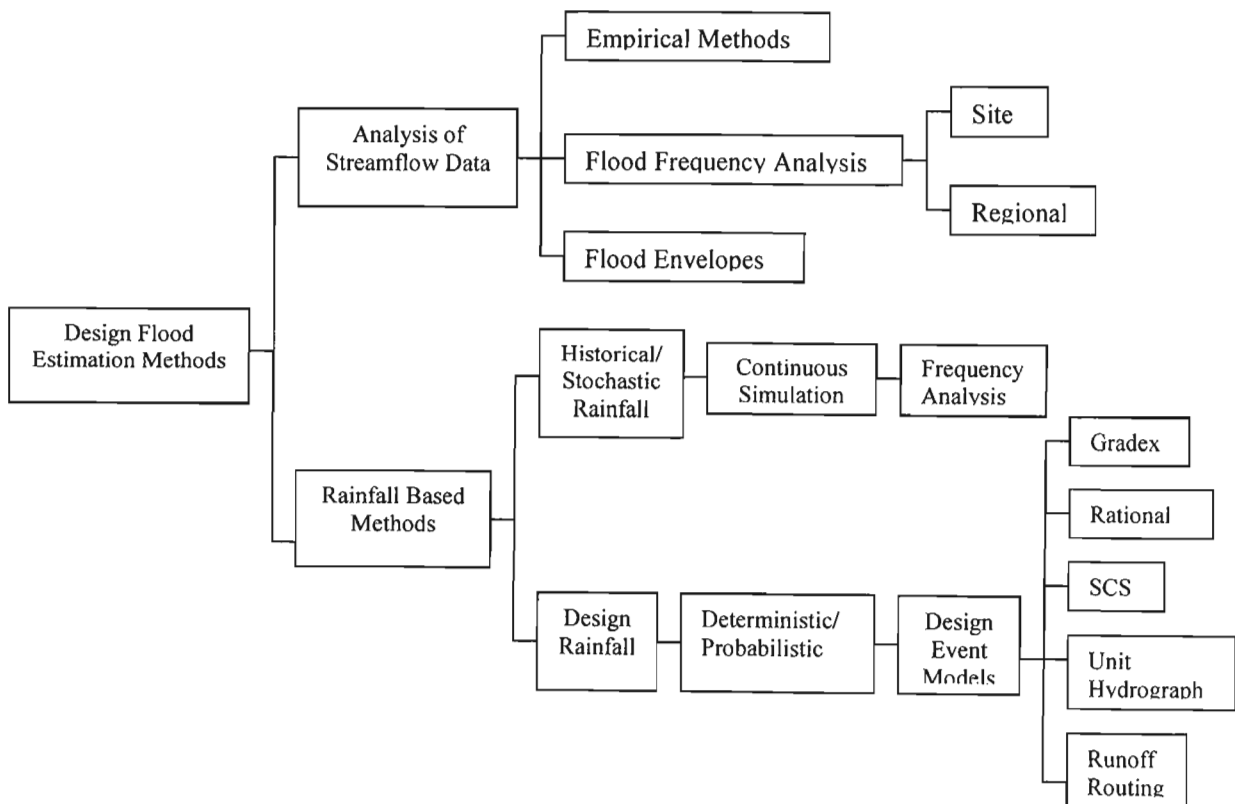 Empirical Methods
Analysis of
Streamflow Data
Flood Frequency Analysis
Site
Regional
Flood Envelopes
Design Flood
Estimation Methods
Historical/
Stochastic
Rainfall
Continuous
Simulation
Frequency
Analysis
Rainfall Based
Methods
Design
Rainfall
Deterministic/
Probabilistic
Design
Event
Models
Gradex
Rational
SCS
Unit
Hydrograph
Runoff
Routing